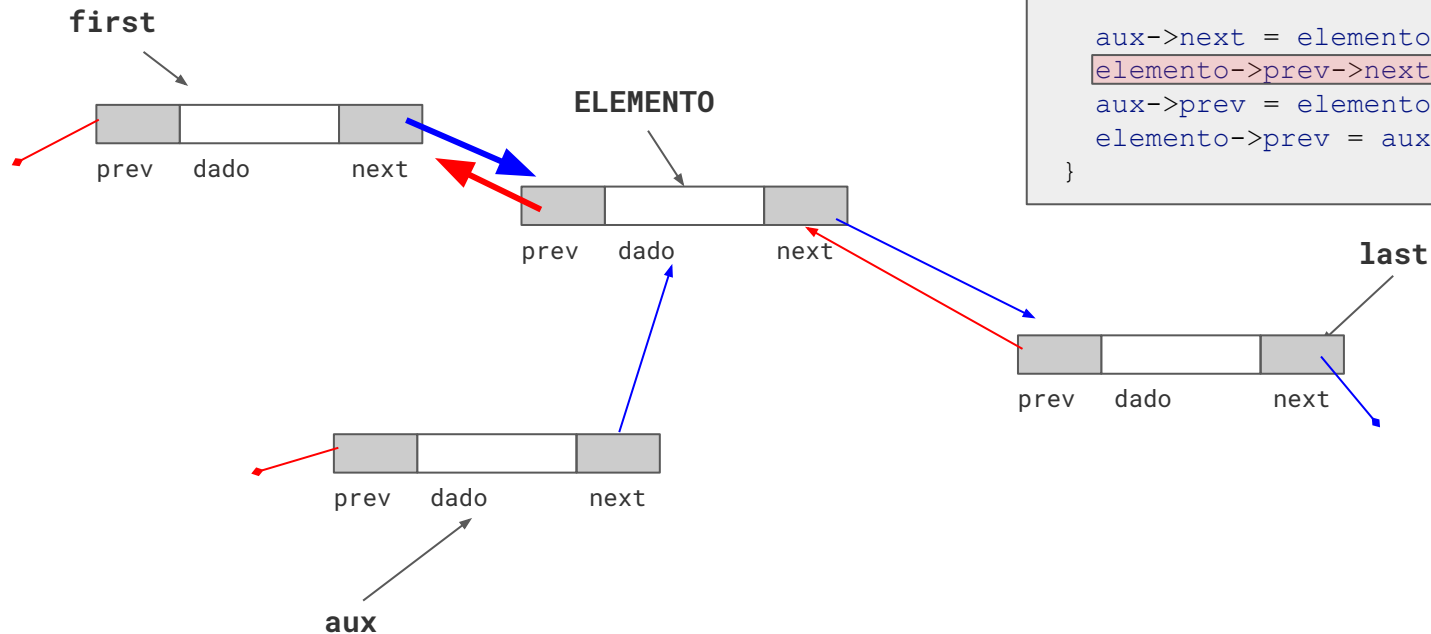 first
aux->next = elemento
elemento->prev->next
aux->prev = elemento
elemento->prev = aux
}
ELEMENTO
prev dado next
prev dado next
last
prev dado next
prev dado next
aux